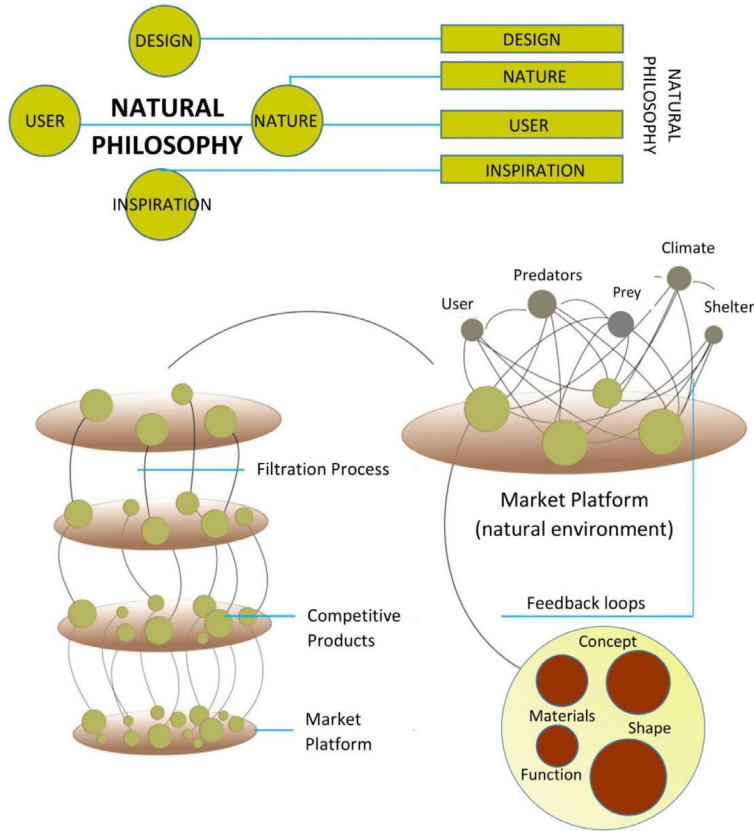 DESIGN
DESIGN
NATURE
USER
NATURAL
PHILOSOPHY
NATURE
USER
INSPIRATION
INSPIRATION
NATURAL
PHILOSOPHY
Climate
Predators
Prey
User
Shelter
Filtration Process
Market Platform
(natural environment)
Feedback loops
Competitive
Products
Concept
Materials
Shape
Market
Platform
Function